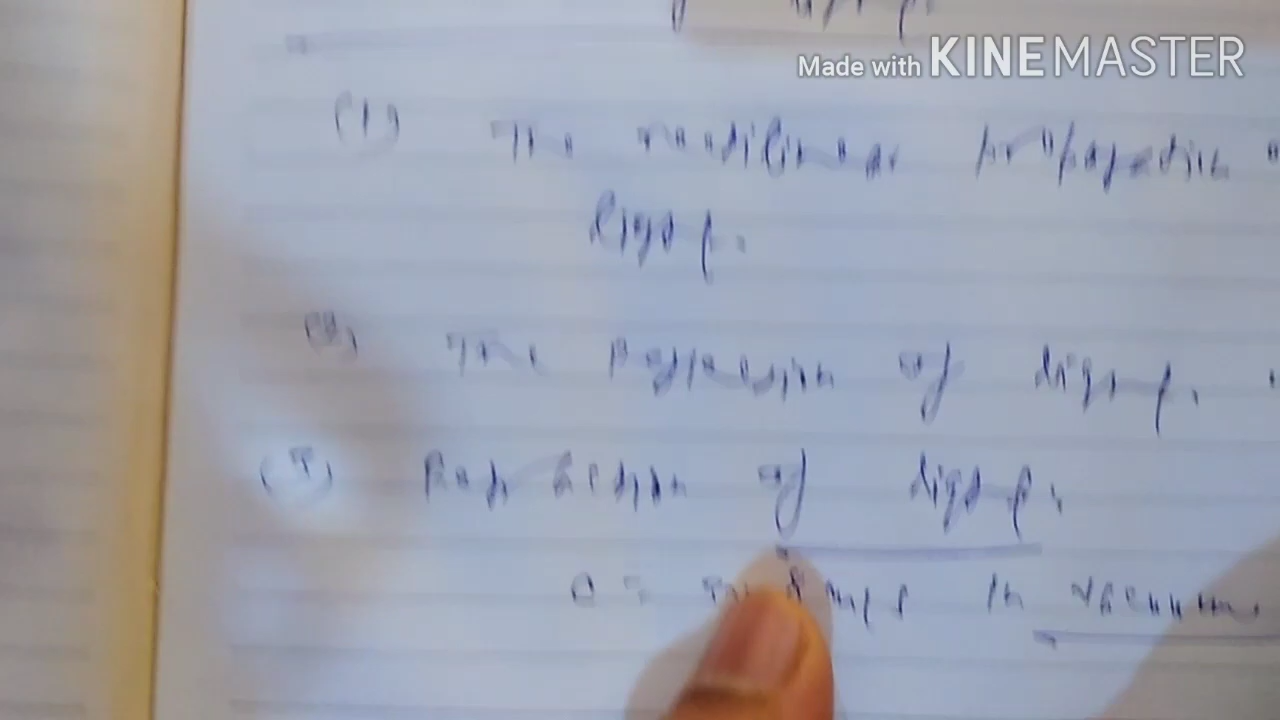 Made with KINEMASTER
(1) The rectilinear propagation
light.
(2) The Reflection of light.
(3) Refraction of light.
c = m/s in vacuum